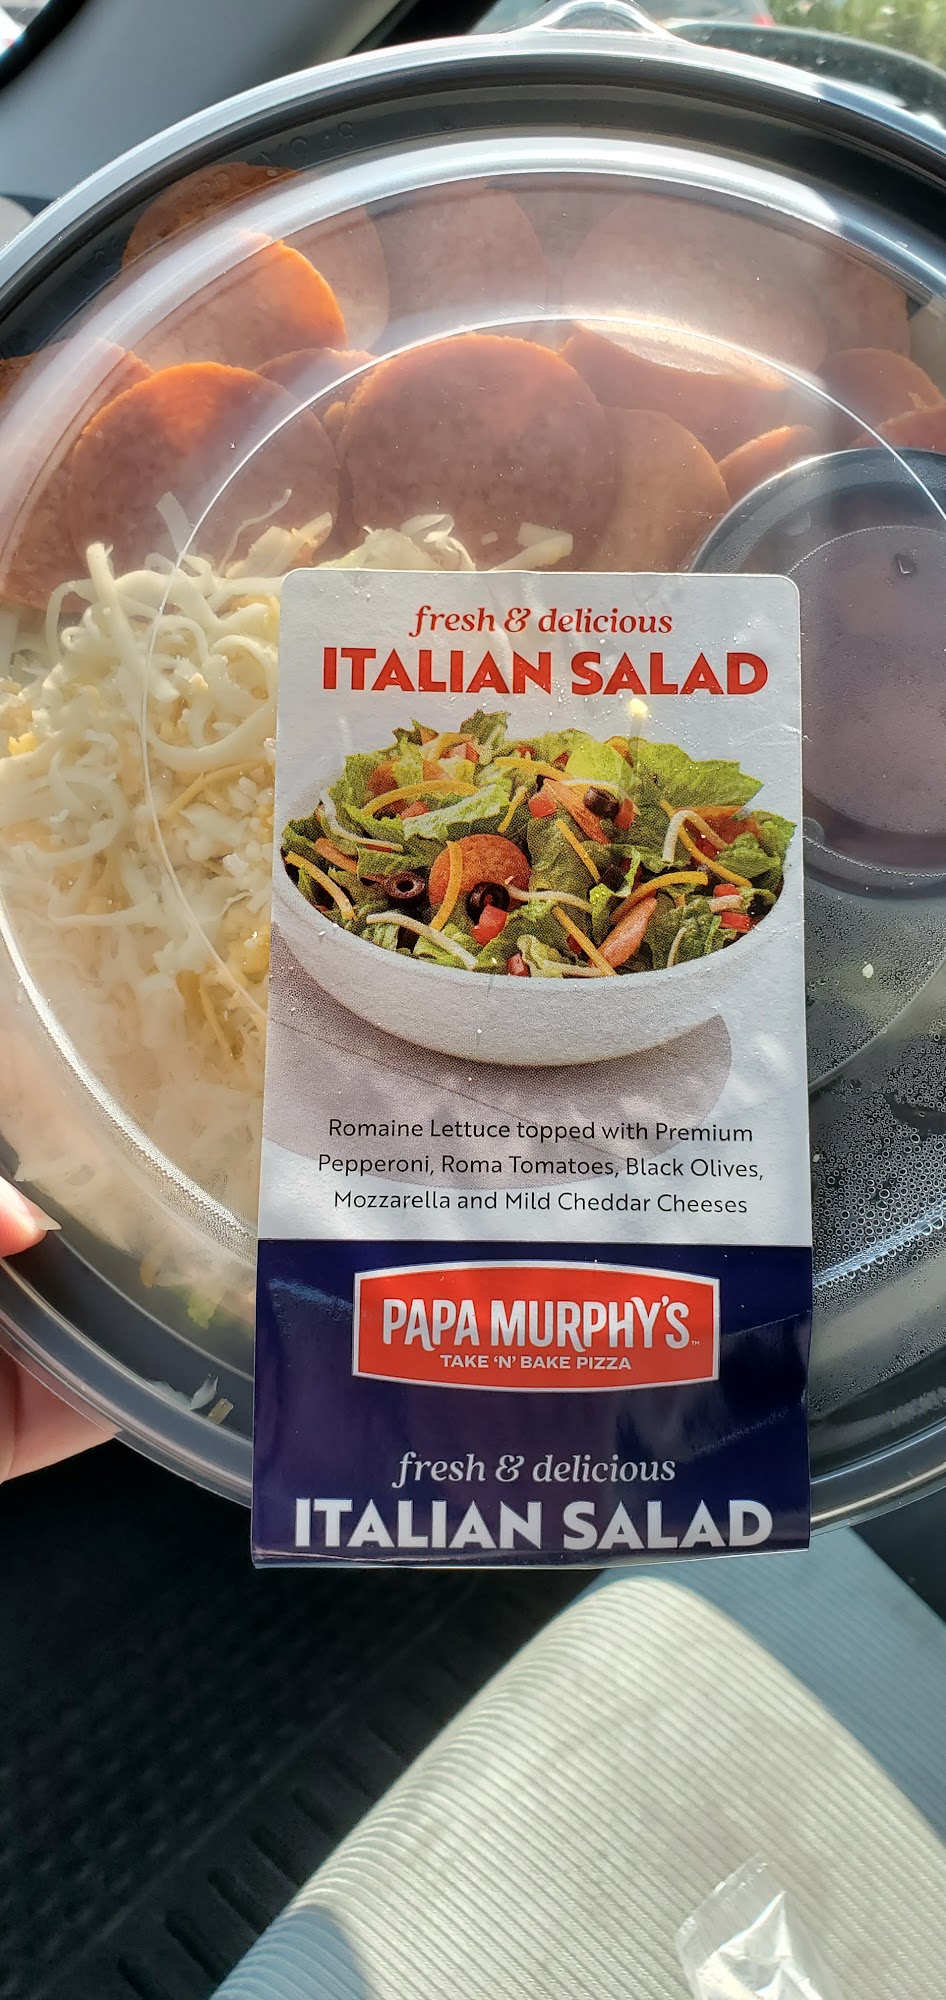 fresh & delicious
ITALIAN SALAD
Romaine Lettuce topped with Premium
Pepperoni, Roma Tomatoes, Black Olives,
Mozzarella and Mild Cheddar Cheeses
PAPA MURPHY'S™
TAKE 'N' BAKE PIZZA
fresh & delicious
ITALIAN SALAD